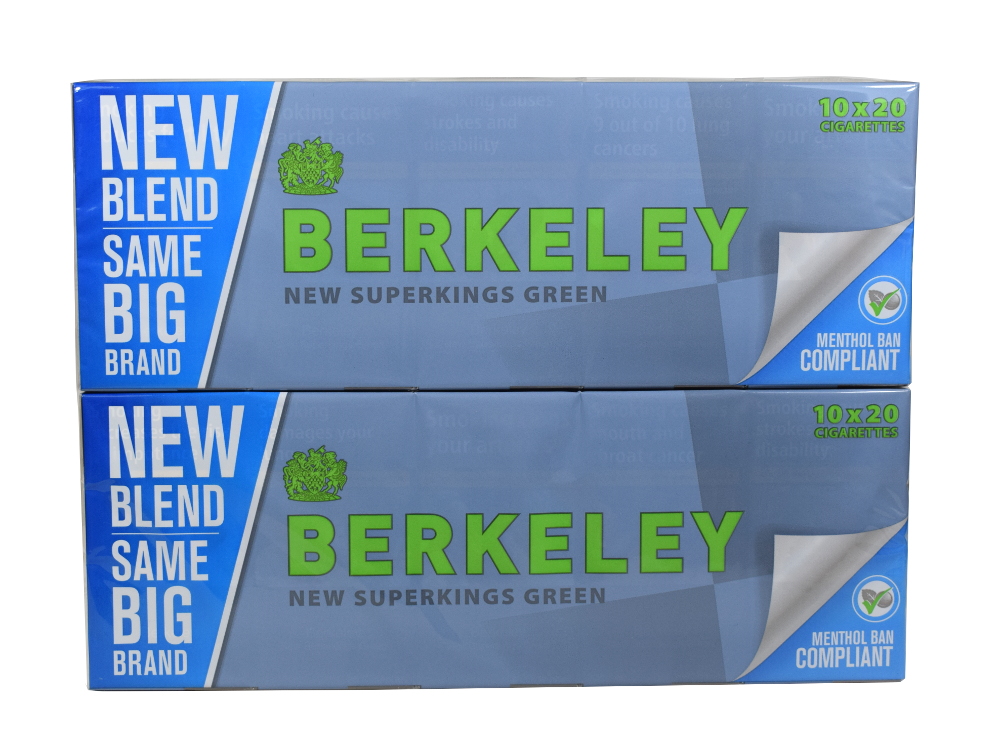 NEW
BLEND
SAME
BIG
BRAND
10 x 20
CIGARETTES
BERKELEY
NEW SUPERKINGS GREEN
MENTHOL BAN
COMPLIANT
NEW
BLEND
SAME
BIG
BRAND
10 x 20
CIGARETTES
BERKELEY
NEW SUPERKINGS GREEN
MENTHOL BAN
COMPLIANT